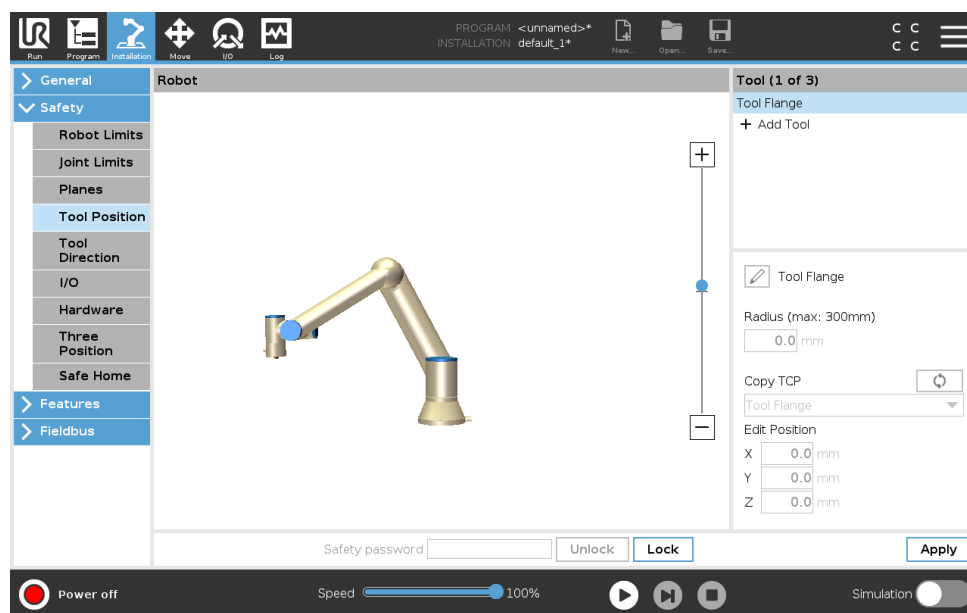 PROGRAM <unnamed>*
INSTALLATION default_1*
UR
Run
Program
Installation
Move
I/O
Log
New...
Open...
Save...
C C
C C
General
Safety
Robot Limits
Joint Limits
Planes
Tool Position
Tool
Direction
I/O
Hardware
Three
Position
Safe Home
Features
Fieldbus
Robot
Tool (1 of 3)
Tool Flange
+ Add Tool
Tool Flange
Radius (max: 300mm)
0.0 mm
Copy TCP
Tool Flange
Edit Position
X 0.0 mm
Y 0.0 mm
Z 0.0 mm
Safety password
Unlock
Lock
Apply
Power off
Speed
100%
Simulation